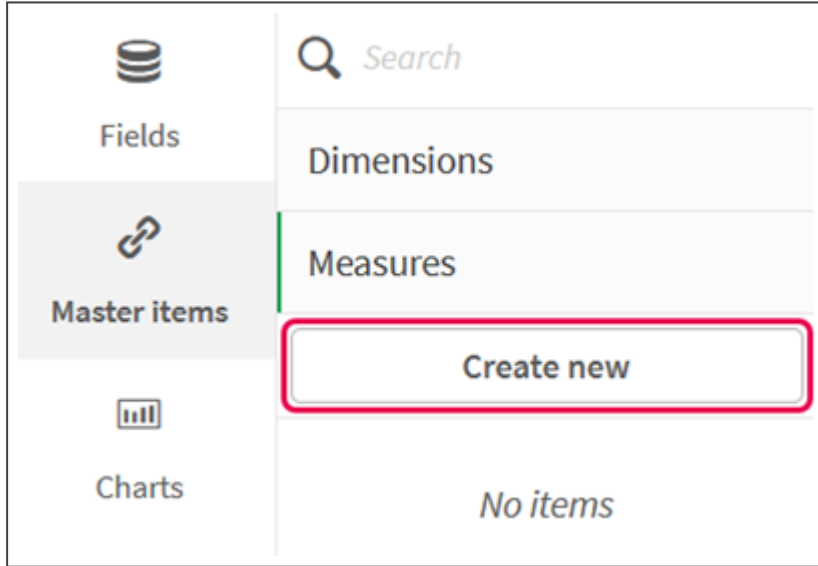 Fields
Master items
Charts
Search
Dimensions
Measures
Create new
No items